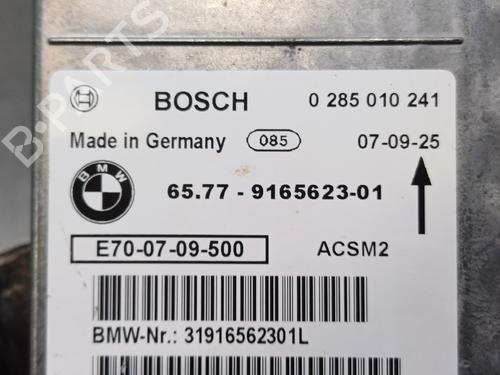 B-PARTS
BOSCH 0 285 010 241
Made in Germany 085 07-09-25
BMW
65.77 - 9165623-01
E70-07-09-500 ACSM2
BMW-Nr.: 31916562301L